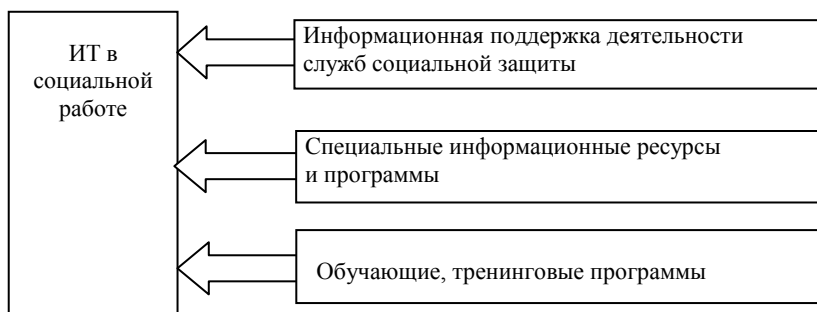 ИТ в
социальной
работе
Информационная поддержка деятельности
служб социальной защиты
Специальные информационные ресурсы
и программы
Обучающие, тренинговые программы